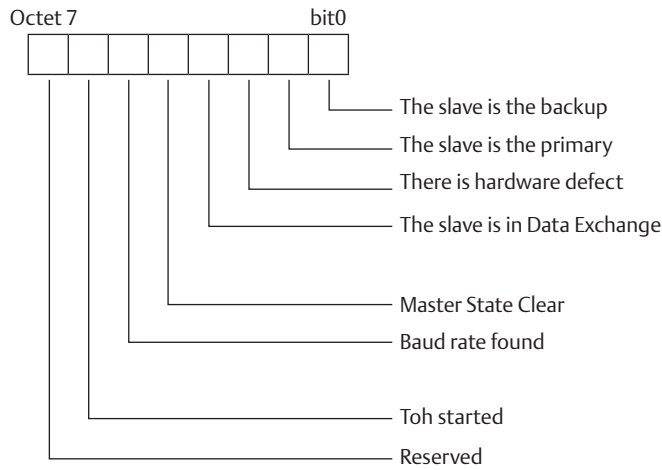 Octet 7 bit0
The slave is the backup
The slave is the primary
There is hardware defect
The slave is in Data Exchange
Master State Clear
Baud rate found
Toh started
Reserved